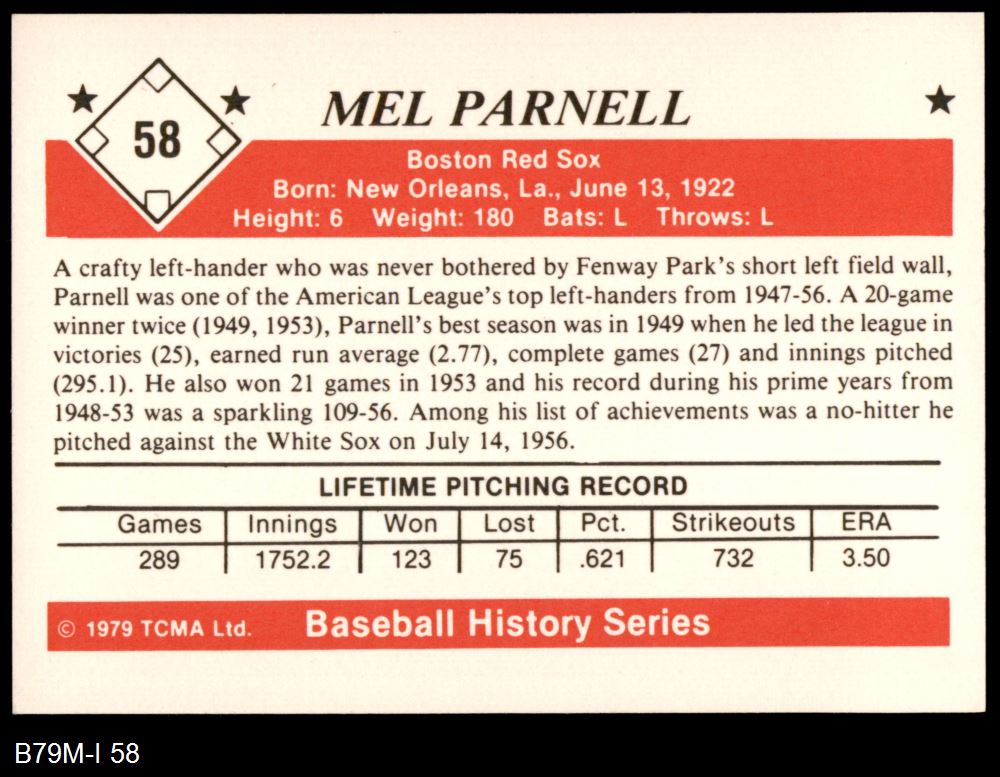 58
MEL PARNELL
Boston Red Sox
Born: New Orleans, La., June 13, 1922
Height: 6 Weight: 180 Bats: L Throws: L
A crafty left-hander who was never bothered by Fenway Park's short left field wall,
Parnell was one of the American League's top left-handers from 1947-56. A 20-game
winner twice (1949, 1953), Parnell's best season was in 1949 when he led the league in
victories (25), earned run average (2.77), complete games (27) and innings pitched
(295.1). He also won 21 games in 1953 and his record during his prime years from
1948-53 was a sparkling 109-56. Among his list of achievements was a no-hitter he
pitched against the White Sox on July 14, 1956.
LIFETIME PITCHING RECORD
Games Innings Won Lost Pct. Strikeouts ERA
289 1752.2 123 75 .621 732 3.50
© 1979 TCMA Ltd. Baseball History Series
B79M-I 58